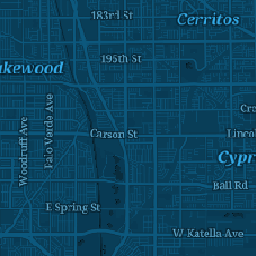 183rd St
Cerritos
195th St
akewood
Woodruff Ave
Palo Verde Ave
Carson St
Lincol
Cypr
Ball Rd
E Spring St
W Katella Ave